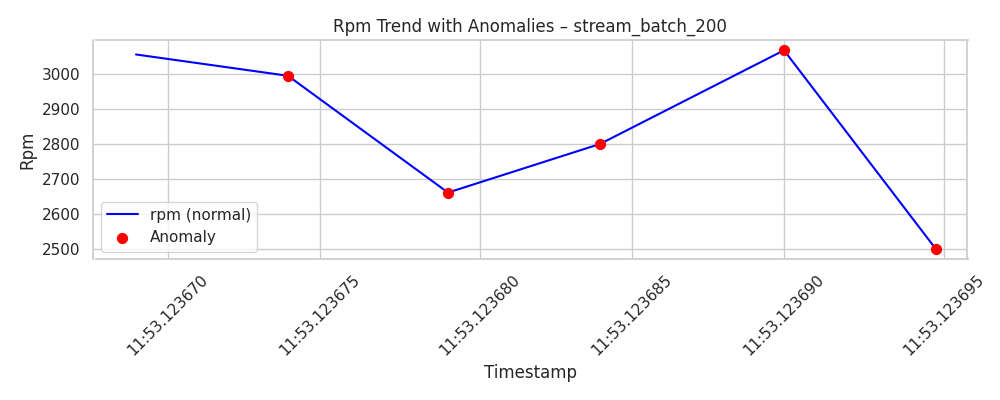 Rpm Trend with Anomalies – stream_batch_200
Rpm
3000
2900
2800
2700
2600
2500
rpm (normal)
Anomaly
11:53.123670
11:53.123675
11:53.123680
11:53.123685
11:53.123690
11:53.123695
Timestamp